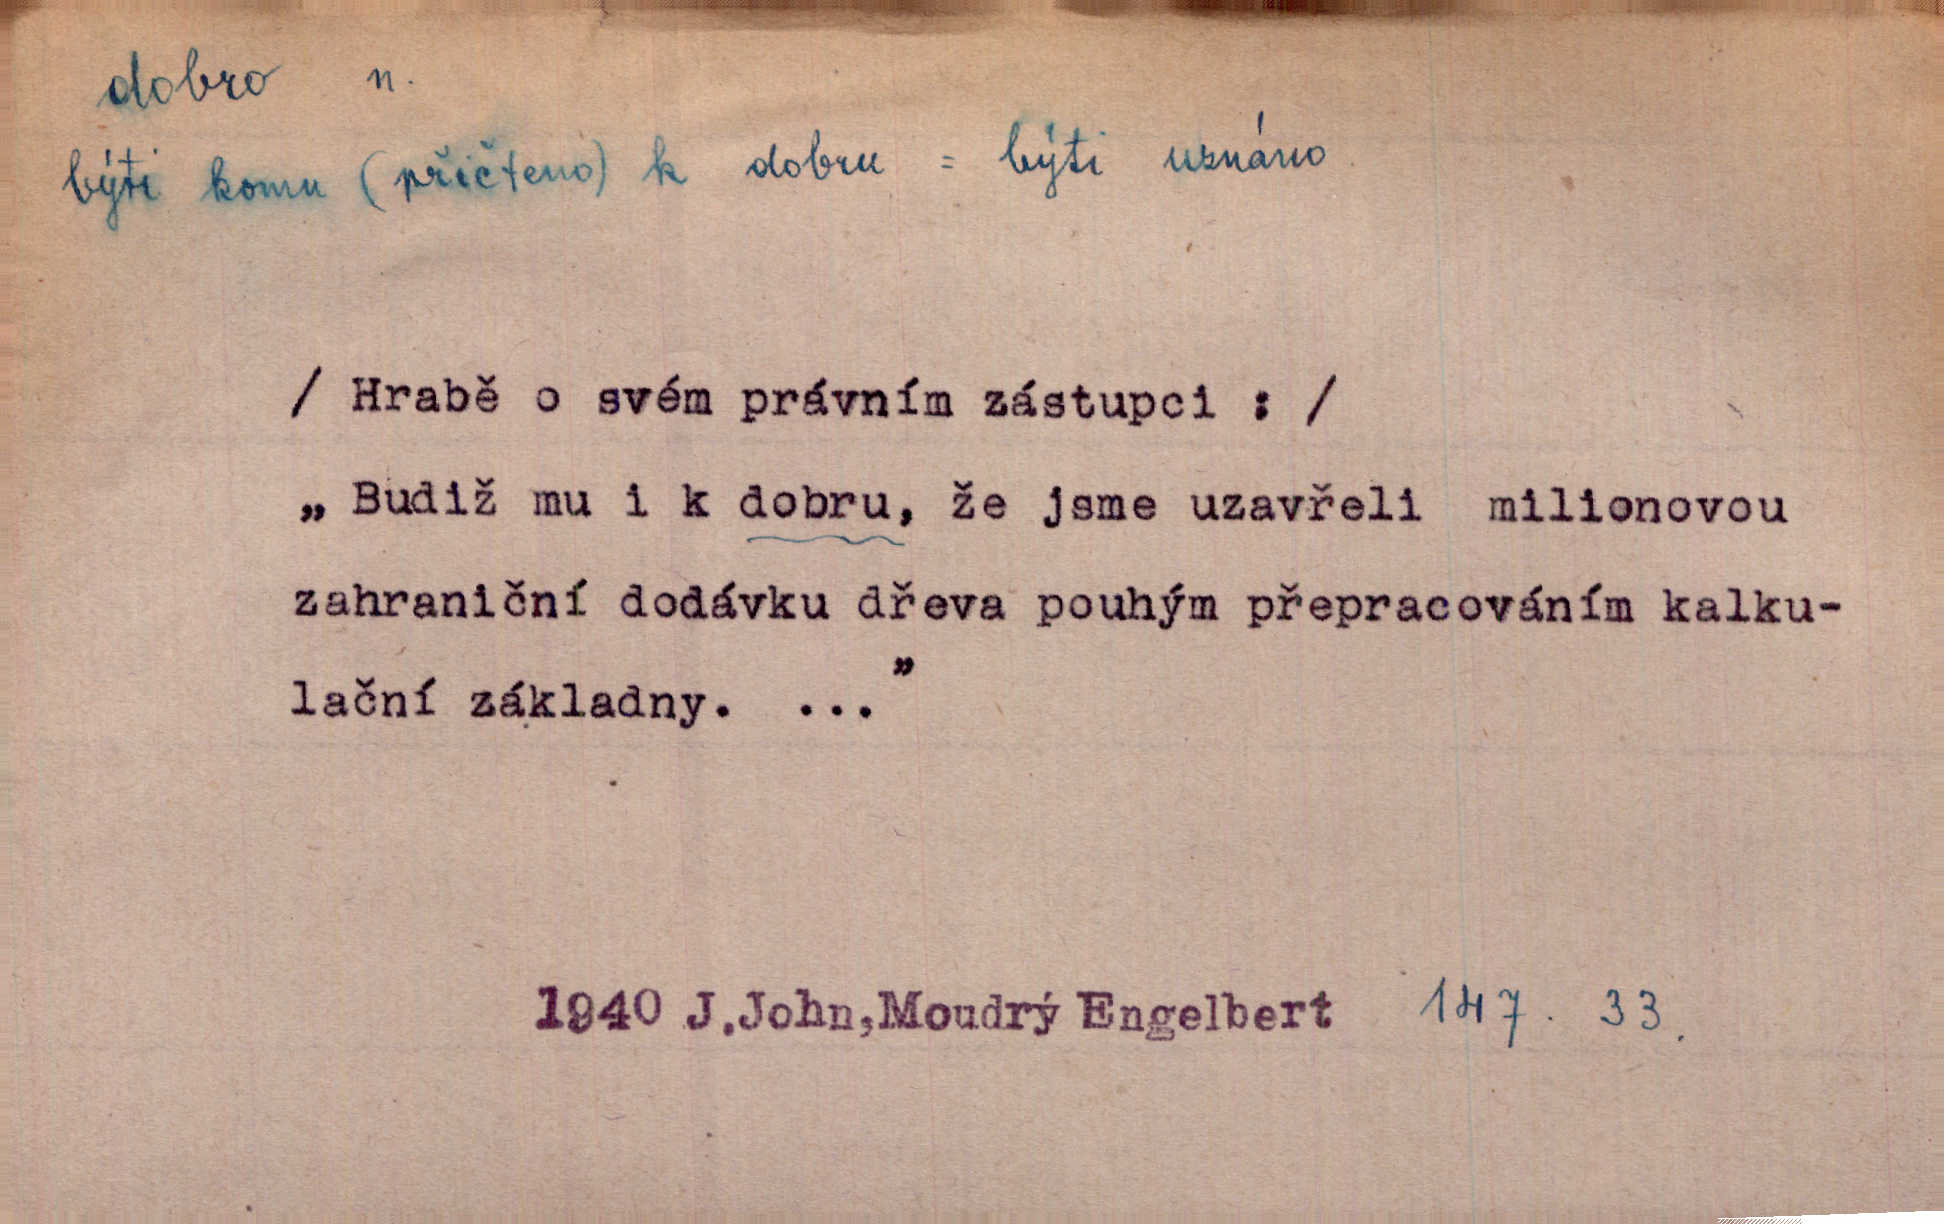 dobro n.
býti komu (přičteno) k dobru = býti uznáno.
/ Hrabě o svém právním zástupci : /
„ Budiž mu i k dobru, že jsme uzavřeli milionovou
zahraniční dodávku dřeva pouhým přepracováním kalku-
lační základny. ..."
1940 J.John,Moudrý Engelbert 147. 33.